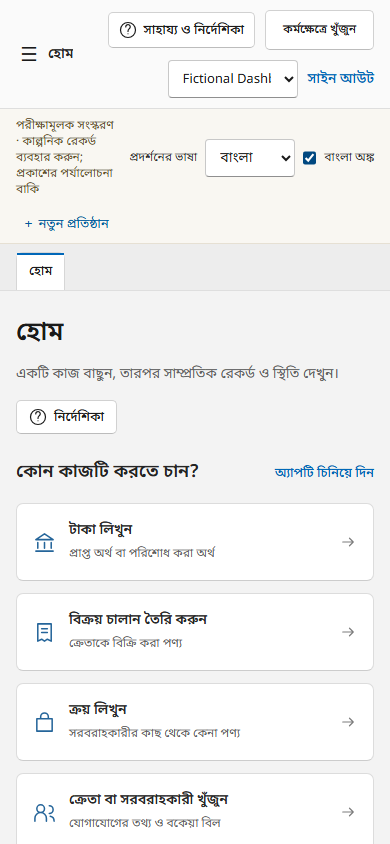 সাহায্য ও নির্দেশিকা
কর্মক্ষেত্রে খুঁজুন
হোম
Fictional Dashl
সাইন আউট
পরীক্ষামূলক সংস্করণ
· কাল্পনিক রেকর্ড
ব্যবহার করুন;
প্রকাশের পর্যালোচনা
বাকি
প্রদর্শনের ভাষা
বাংলা
বাংলা অঙ্ক
+ নতুন প্রতিষ্ঠান
হোম
হোম
একটি কাজ বাছুন, তারপর সাম্প্রতিক রেকর্ড ও স্থিতি দেখুন।
নির্দেশিকা
কোন কাজটি করতে চান?
অ্যাপটি চিনিয়ে দিন
টাকা লিখুন
প্রাপ্ত অর্থ বা পরিশোধ করা অর্থ
বিক্রয় চালান তৈরি করুন
ক্রেতাকে বিক্রি করা পণ্য
ক্রয় লিখুন
সরবরাহকারীর কাছ থেকে কেনা পণ্য
ক্রেতা বা সরবরাহকারী খুঁজুন
যোগাযোগের তথ্য ও বকেয়া বিল